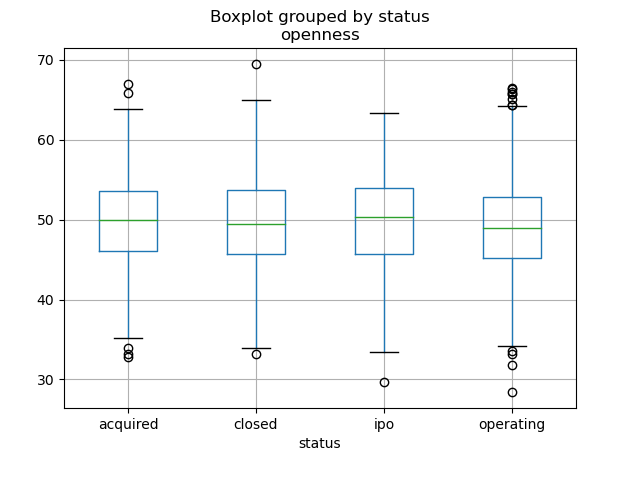 Boxplot grouped by status
openness
70
60
50
40
30
acquired closed ipo operating
status